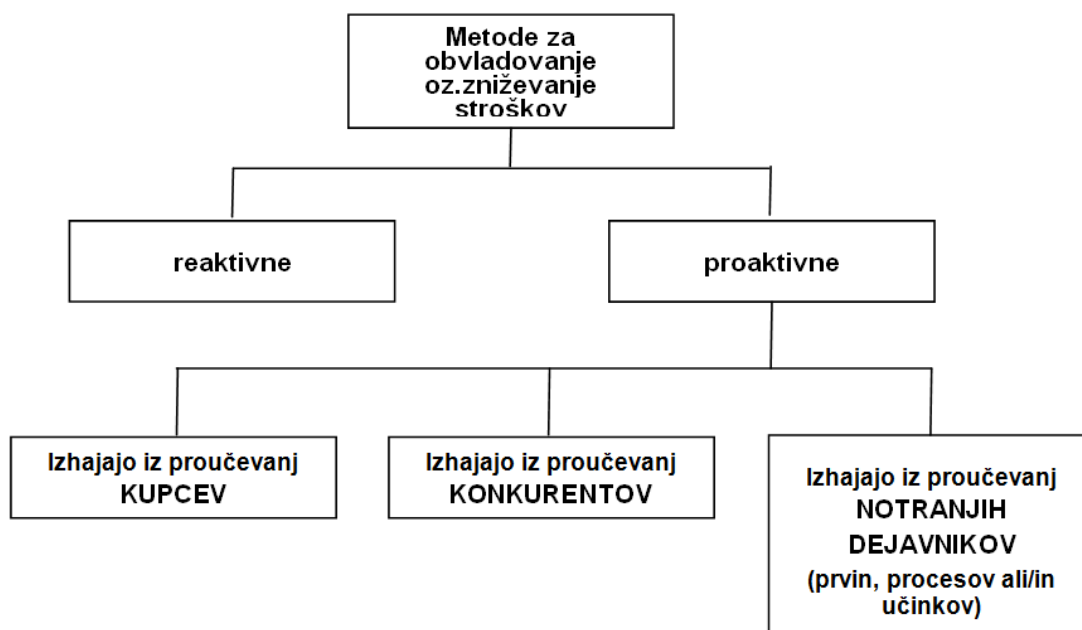 Metode za
obvladovanje
oz.zniževanje
stroškov
reaktivne
proaktivne
Izhajajo iz proučevanj
KUPCEV
Izhajajo iz proučevanj
KONKURENTOV
Izhajajo iz proučevanj
NOTRANJIH
DEJAVNIKOV
(prvin, procesov ali/in
učinkov)